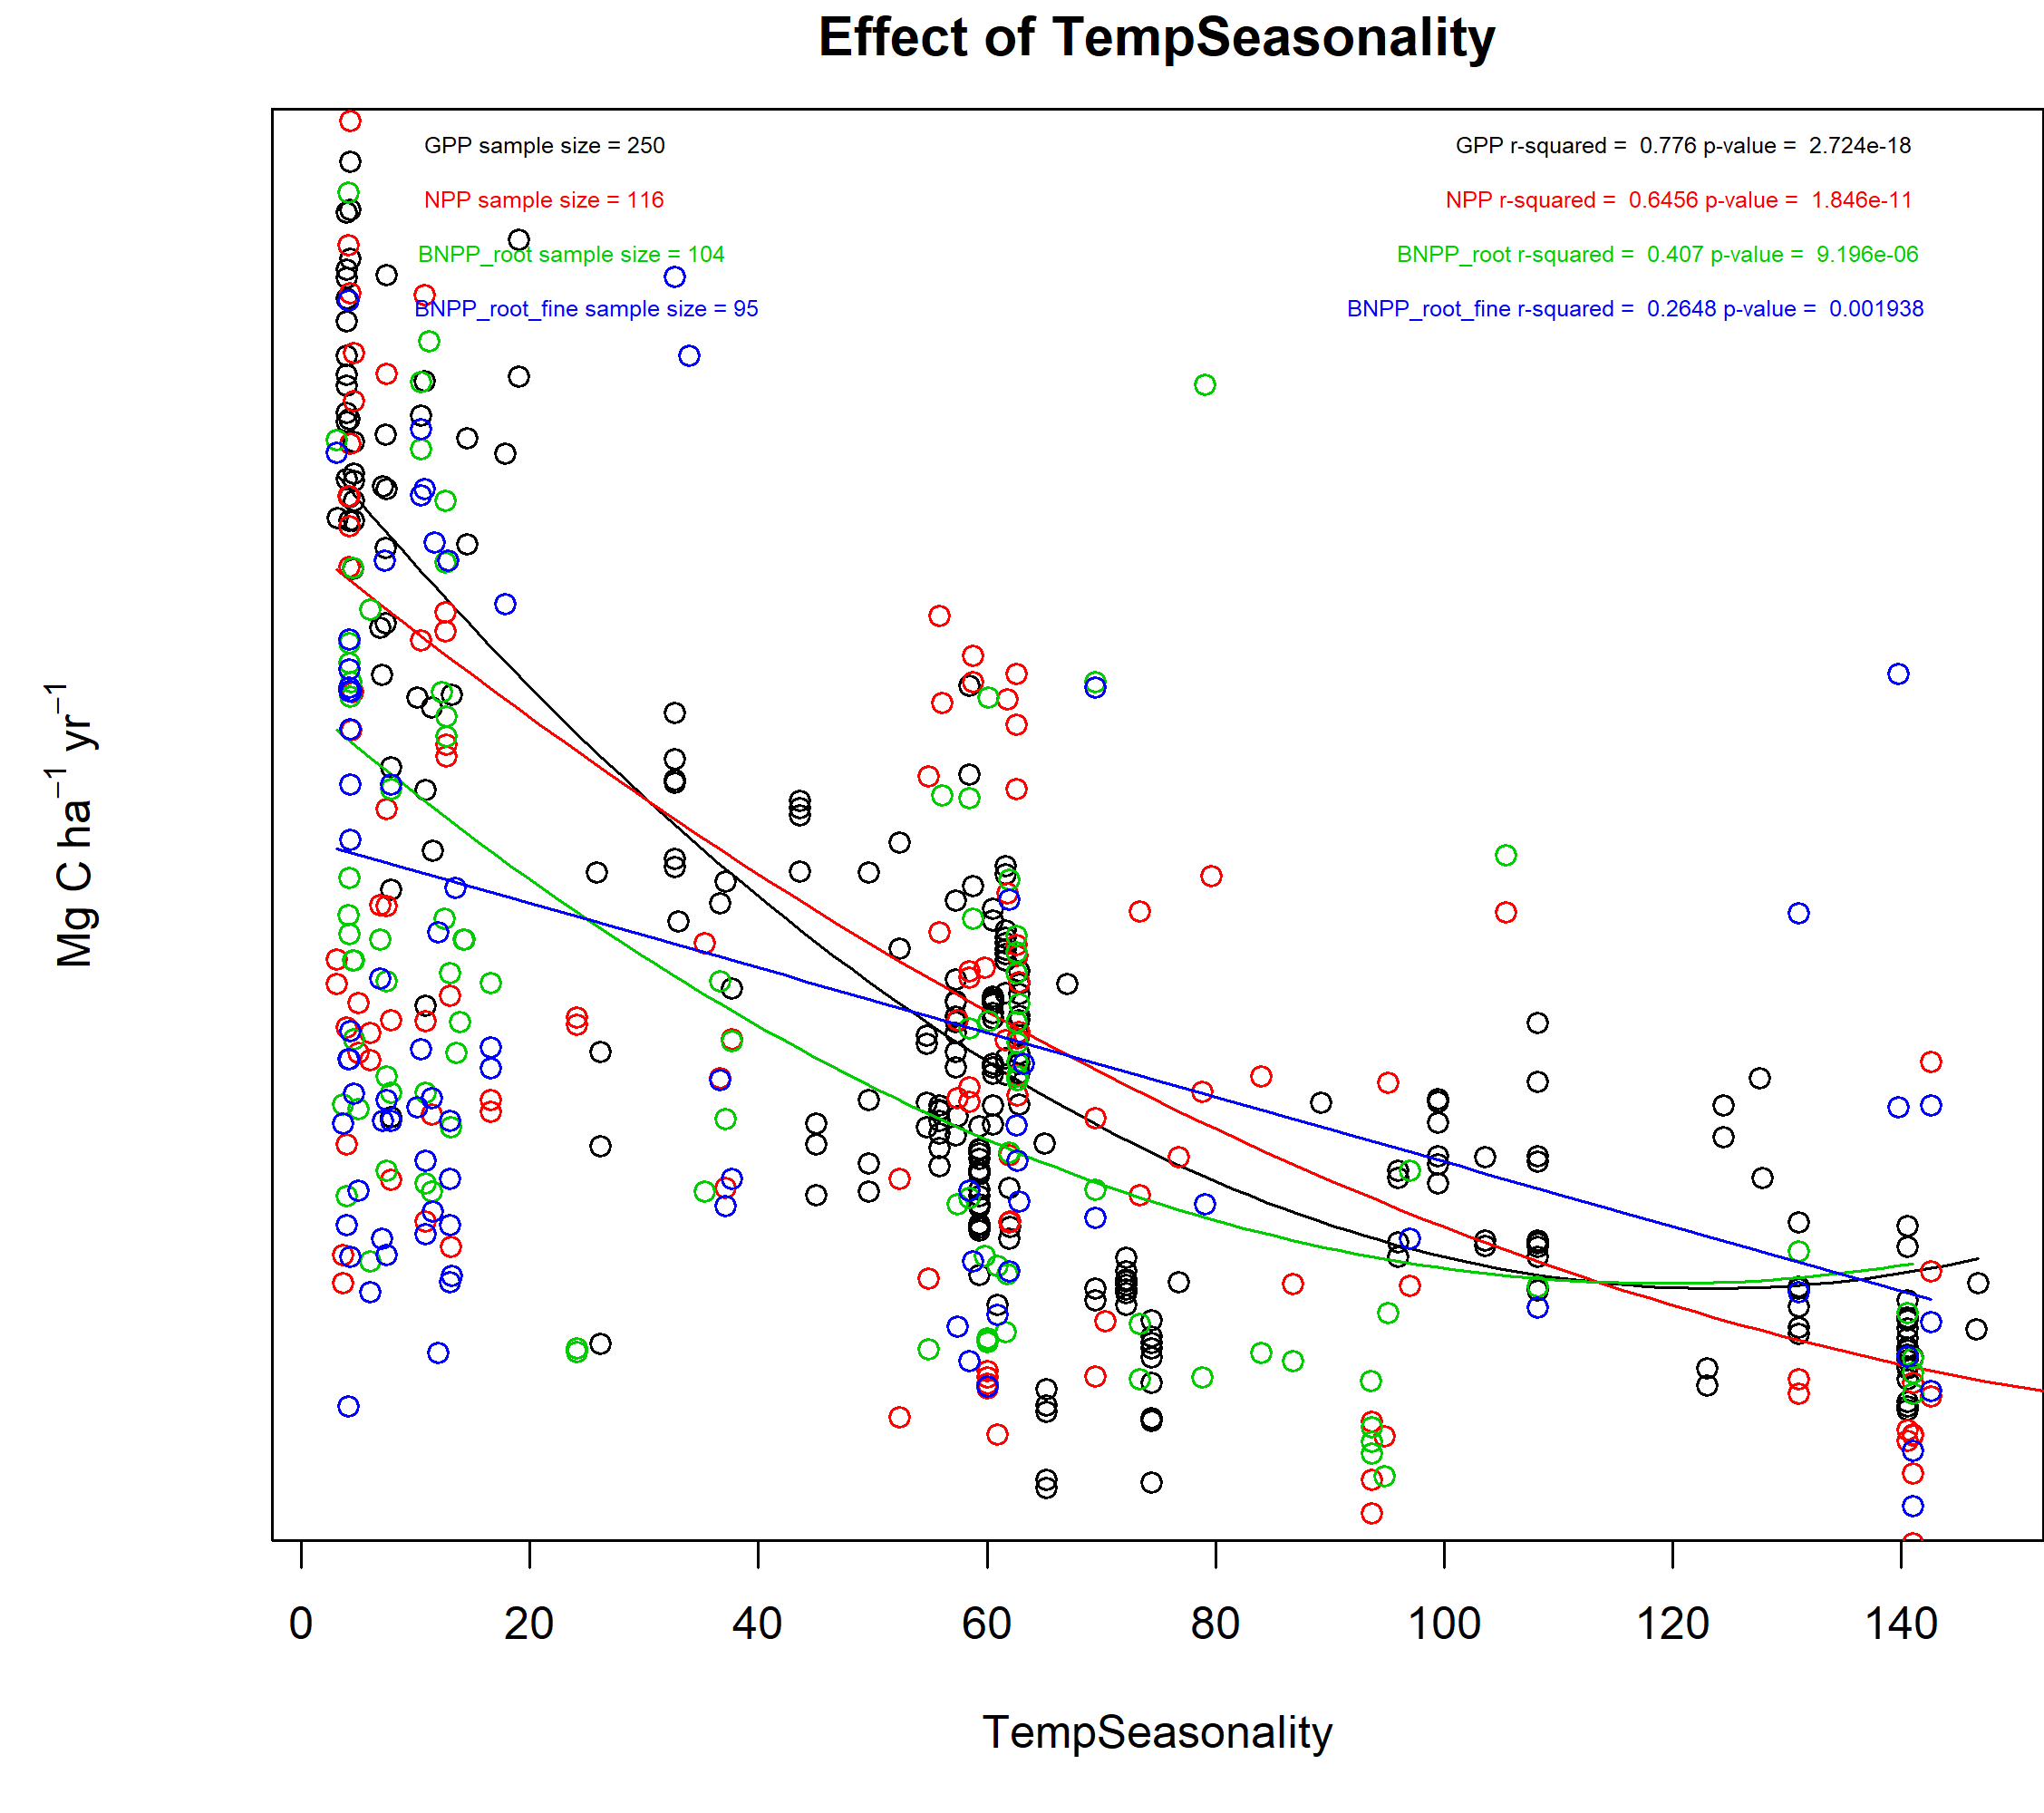 Effect of TempSeasonality
GPP sample size = 250
GPP r-squared = 0.776 p-value = 2.724e-18
NPP sample size = 116
NPP r-squared = 0.6456 p-value = 1.846e-11
BNPP_root sample size = 104
BNPP_root r-squared = 0.407 p-value = 9.196e-06
BNPP_root_fine sample size = 95
BNPP_root_fine r-squared = 0.2648 p-value = 0.001938
Mg C ha⁻¹ yr⁻¹
0 20 40 60 80 100 120 140
TempSeasonality